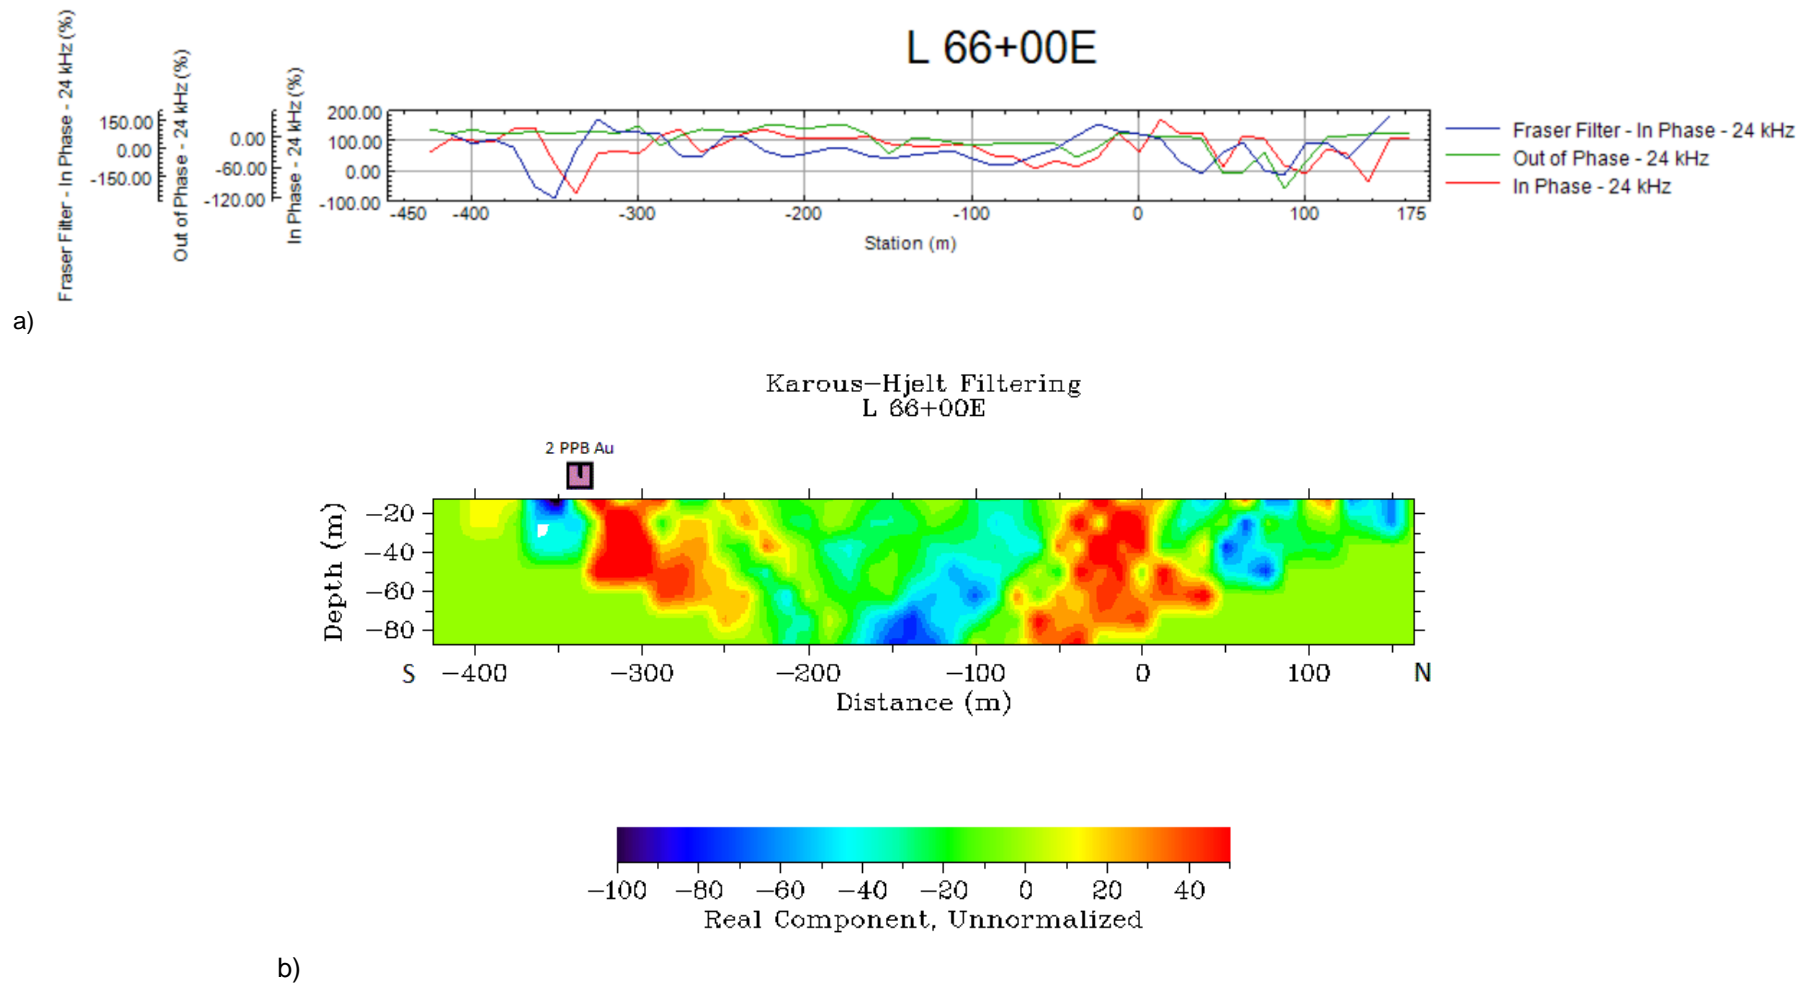 L 66+00E
Fraser Filter - In Phase - 24 kHz (%)
Out of Phase - 24 kHz (%)
In Phase - 24 kHz (%)
150.00
0.00
-150.00
0.00
-60.00
-120.00
200.00
100.00
0.00
-100.00
-450 -400 -300 -200 -100 0 100 175
Station (m)
Fraser Filter - In Phase - 24 kHz
Out of Phase - 24 kHz
In Phase - 24 kHz
a)
Karous-Hjelt Filtering
L 66+00E
2 PPB Au
Depth (m)
-20
-40
-60
-80
S -400 -300 -200 -100 0 100 N
Distance (m)
-100 -80 -60 -40 -20 0 20 40
Real Component, Unnormalized
b)